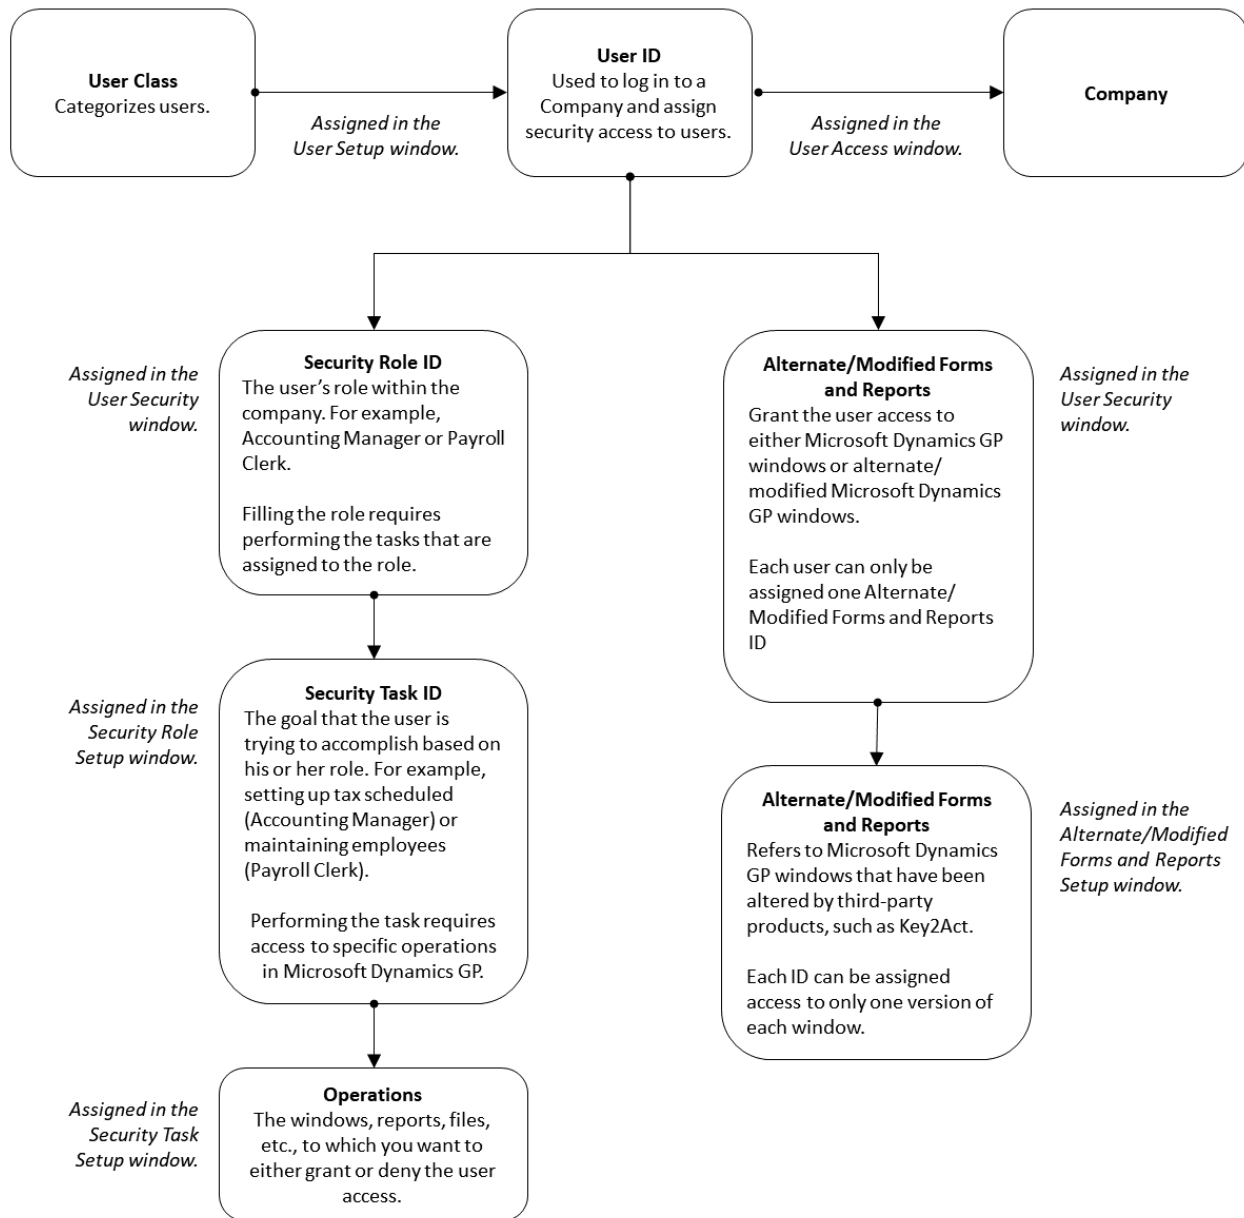 User Class
Categorizes users.
Assigned in the
User Setup window.
User ID
Used to log in to a
Company and assign
security access to users.
Assigned in the
User Access window.
Company
Assigned in the
User Security
window.
Security Role ID
The user’s role within the
company. For example,
Accounting Manager or Payroll
Clerk.
Filling the role requires
performing the tasks that are
assigned to the role.
Alternate/Modified Forms
and Reports
Grant the user access to
either Microsoft Dynamics GP
windows or alternate/
modified Microsoft Dynamics
GP windows.
Each user can only be
assigned one Alternate/
Modified Forms and Reports
ID
Assigned in the
User Security
window.
Assigned in the
Security Role
Setup window.
Security Task ID
The goal that the user is
trying to accomplish based on
his or her role. For example,
setting up tax scheduled
(Accounting Manager) or
maintaining employees
(Payroll Clerk).
Performing the task requires
access to specific operations
in Microsoft Dynamics GP.
Alternate/Modified Forms
and Reports
Refers to Microsoft Dynamics
GP windows that have been
altered by third-party
products, such as Key2Act.
Each ID can be assigned
access to only one version of
each window.
Assigned in the
Alternate/Modified
Forms and Reports
Setup window.
Assigned in the
Security Task
Setup window.
Operations
The windows, reports, files,
etc., to which you want to
either grant or deny the user
access.